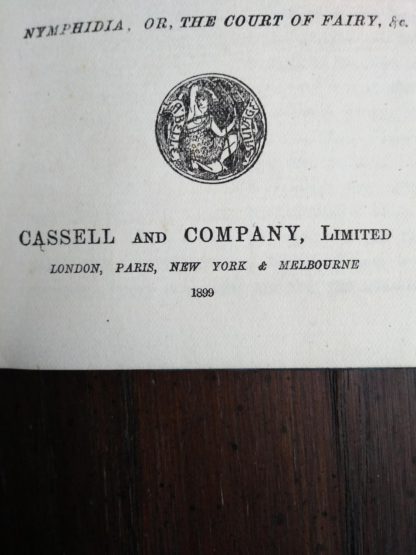 NYMPHIDIA, OR, THE COURT OF FAIRY, &c.
CASSELL AND COMPANY, LIMITED
LONDON, PARIS, NEW YORK & MELBOURNE
1899